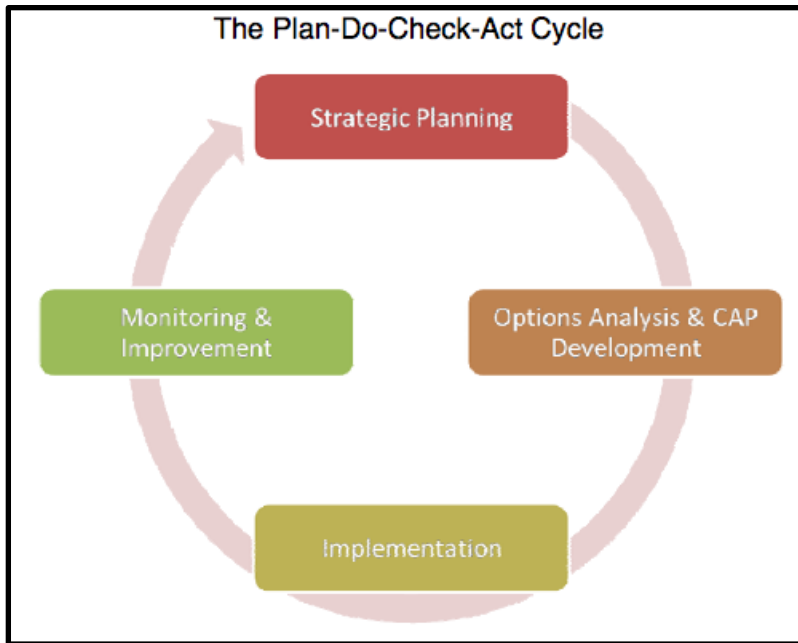 The Plan-Do-Check-Act Cycle
Strategic Planning
Options Analysis & CAP
Development
Implementation
Monitoring &
Improvement